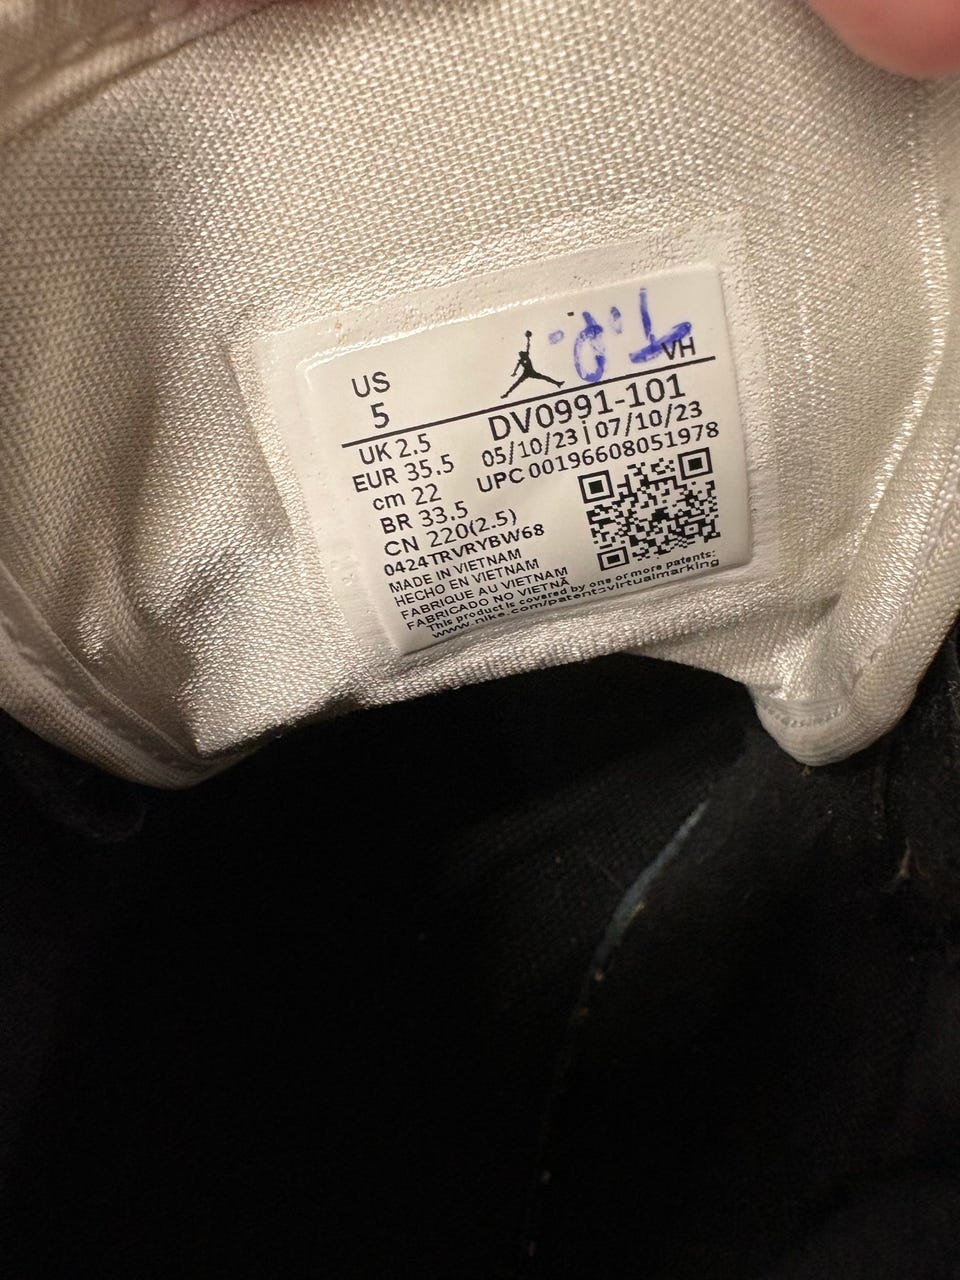 T.P.
US
5
VH
UK 2.5
EUR 35.5
cm 22
BR 33.5
CN 220(2.5)
DV0991-101
05/10/23 | 07/10/23
UPC 00196608051978
0424TRVRYBW68
MADE IN VIETNAM
HECHO EN VIETNAM
FABRIQUE AU VIETNAM
FABRICADO NO VIETNÃ
This product is covered by one or more patents:
www.nike.com/patentsvirtualmarking